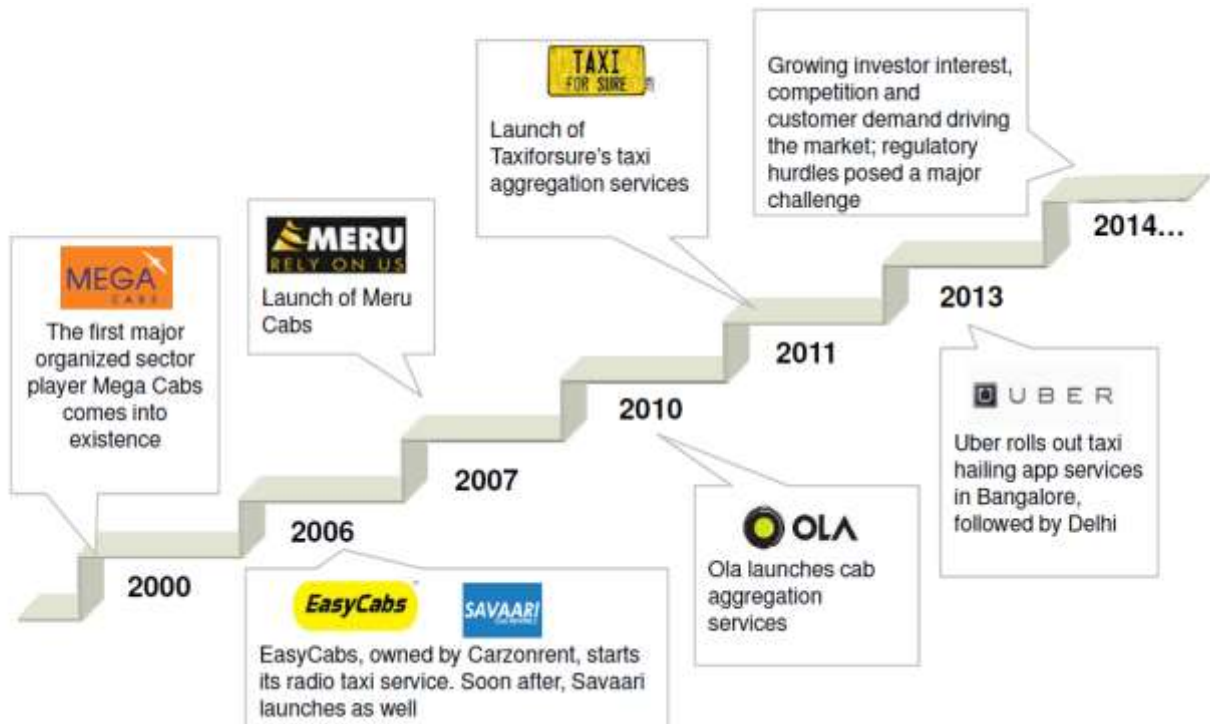 MEGA
CABS
The first major
organized sector
player Mega Cabs
comes into
existence
2000
EasyCabs
SAVAARI
EasyCabs, owned by Carzonrent, starts
its radio taxi service. Soon after, Savaari
launches as well
2006
MERU
RELY ON US
Launch of Meru
Cabs
2007
OLA
Ola launches cab
aggregation
services
2010
TAXI
FOR SURE
Launch of
Taxiforsure's taxi
aggregation services
2011
UBER
Uber rolls out taxi
hailing app services
in Bangalore,
followed by Delhi
2013
Growing investor interest,
competition and
customer demand driving
the market; regulatory
hurdles posed a major
challenge
2014...